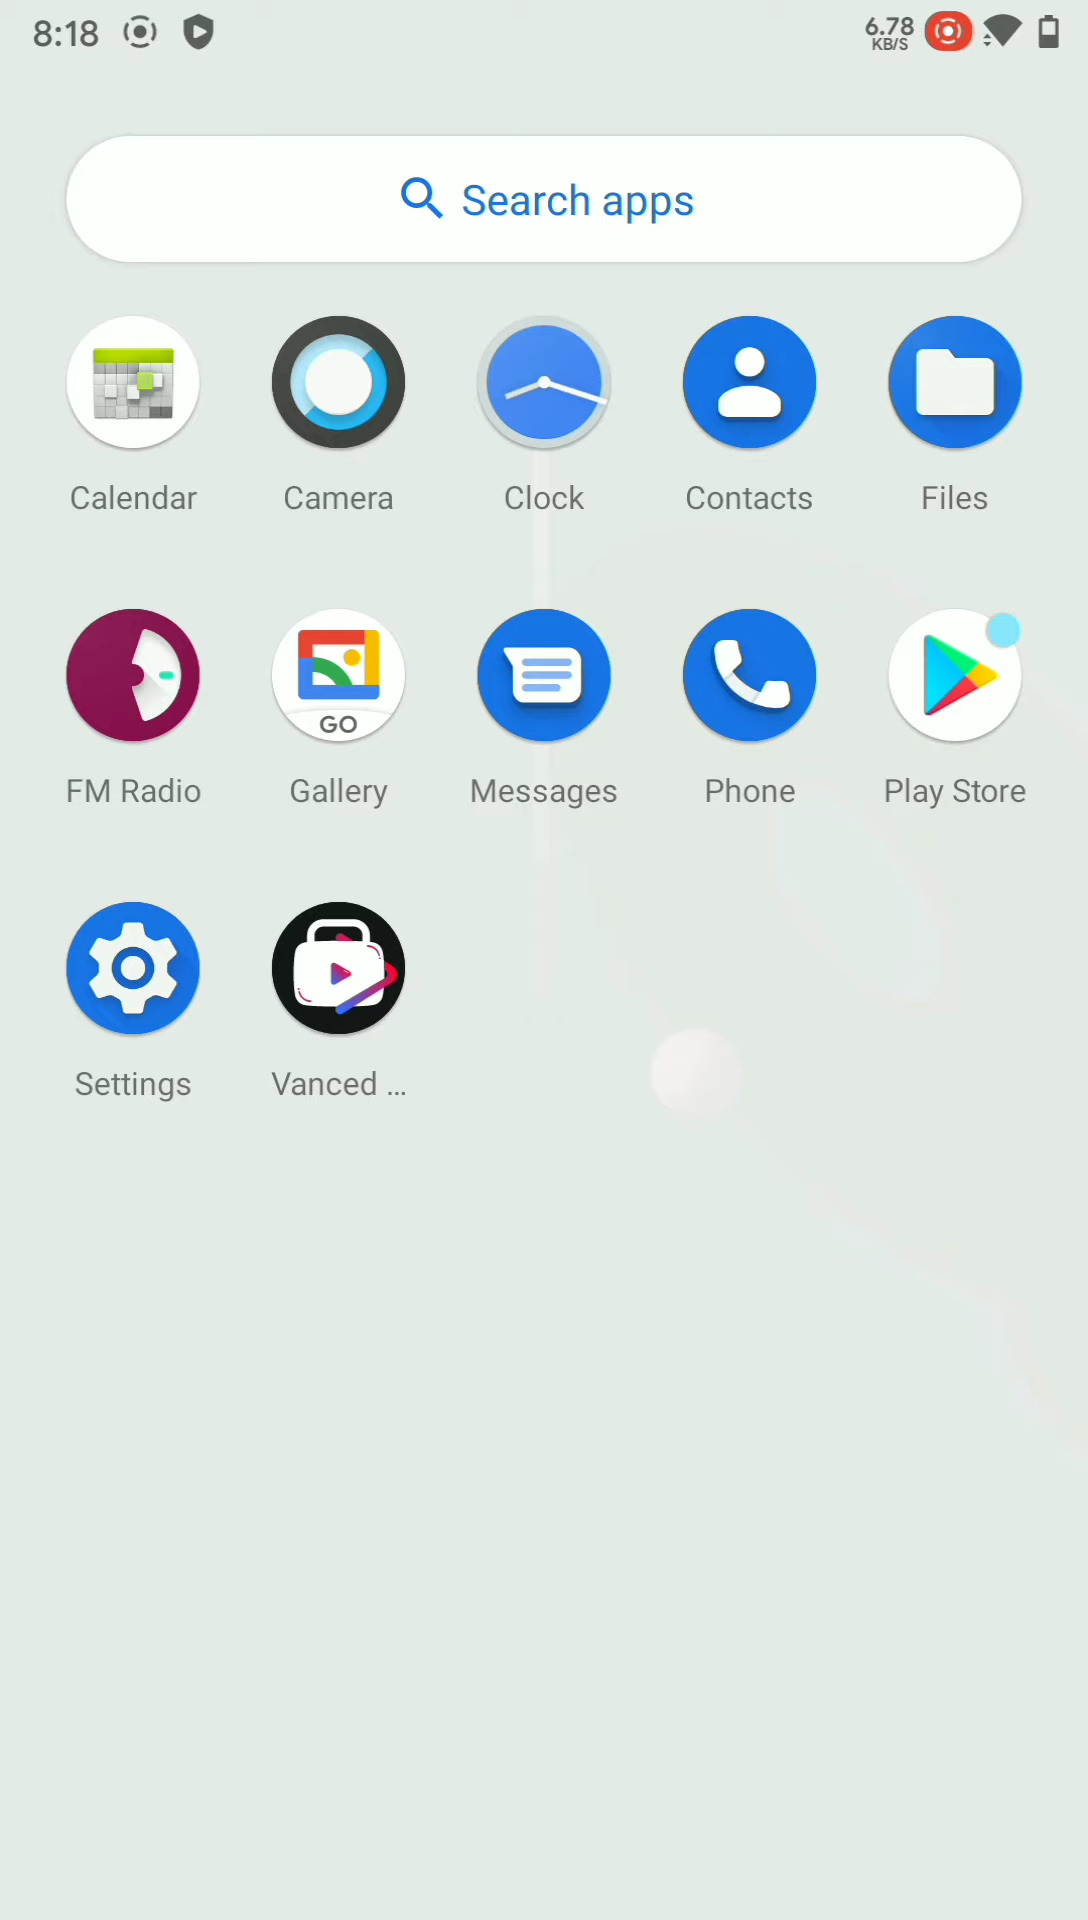 8:18
6.78
KB/S
Search apps
Calendar Camera Clock Contacts Files
GO
FM Radio Gallery Messages Phone Play Store
Settings Vanced ...